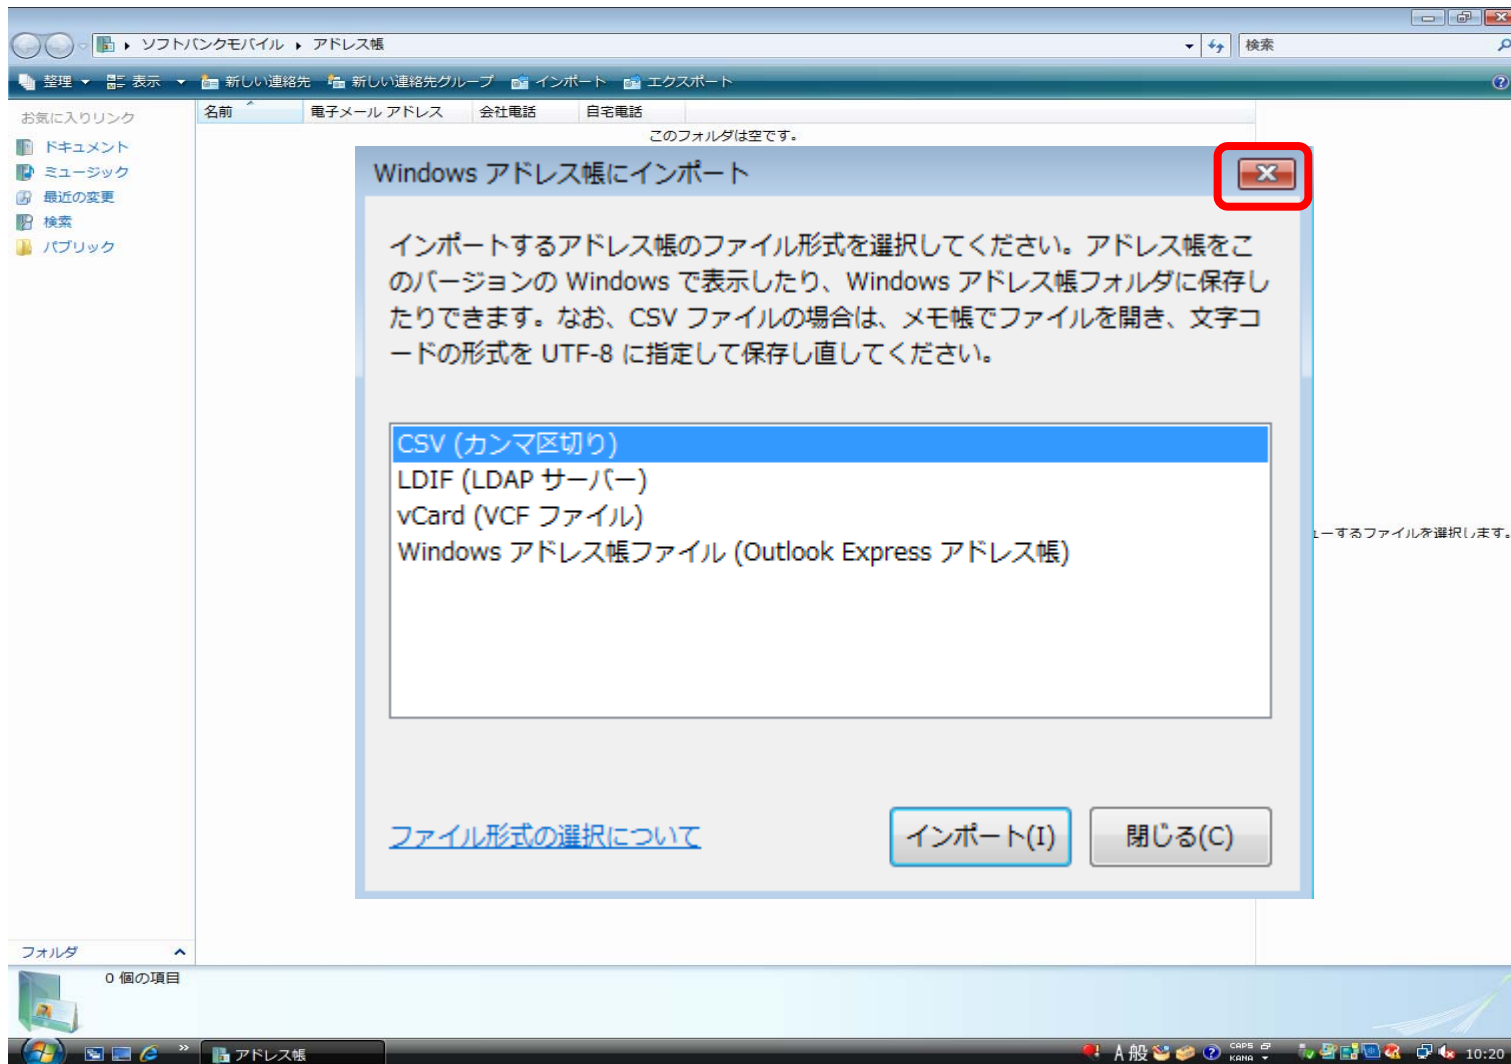 ソフトバンクモバイル ▸ アドレス帳
検索
整理 表示 新しい連絡先 新しい連絡先グループ インポート エクスポート
お気に入りリンク
ドキュメント
ミュージック
最近の変更
検索
パブリック
名前 電子メール アドレス 会社電話 自宅電話
このフォルダは空です。
Windows アドレス帳にインポート
インポートするアドレス帳のファイル形式を選択してください。アドレス帳をこ
のバージョンの Windows で表示したり、Windows アドレス帳フォルダに保存し
たりできます。なお、CSV ファイルの場合は、メモ帳でファイルを開き、文字コ
ードの形式を UTF-8 に指定して保存し直してください。
CSV (カンマ区切り)
LDIF (LDAP サーバー)
vCard (VCF ファイル)
Windows アドレス帳ファイル (Outlook Express アドレス帳)
ューするファイルを選択します。
ファイル形式の選択について
インポート(I) 閉じる(C)
フォルダ
0 個の項目
アドレス帳
A 般 CAPS KANA 10:20